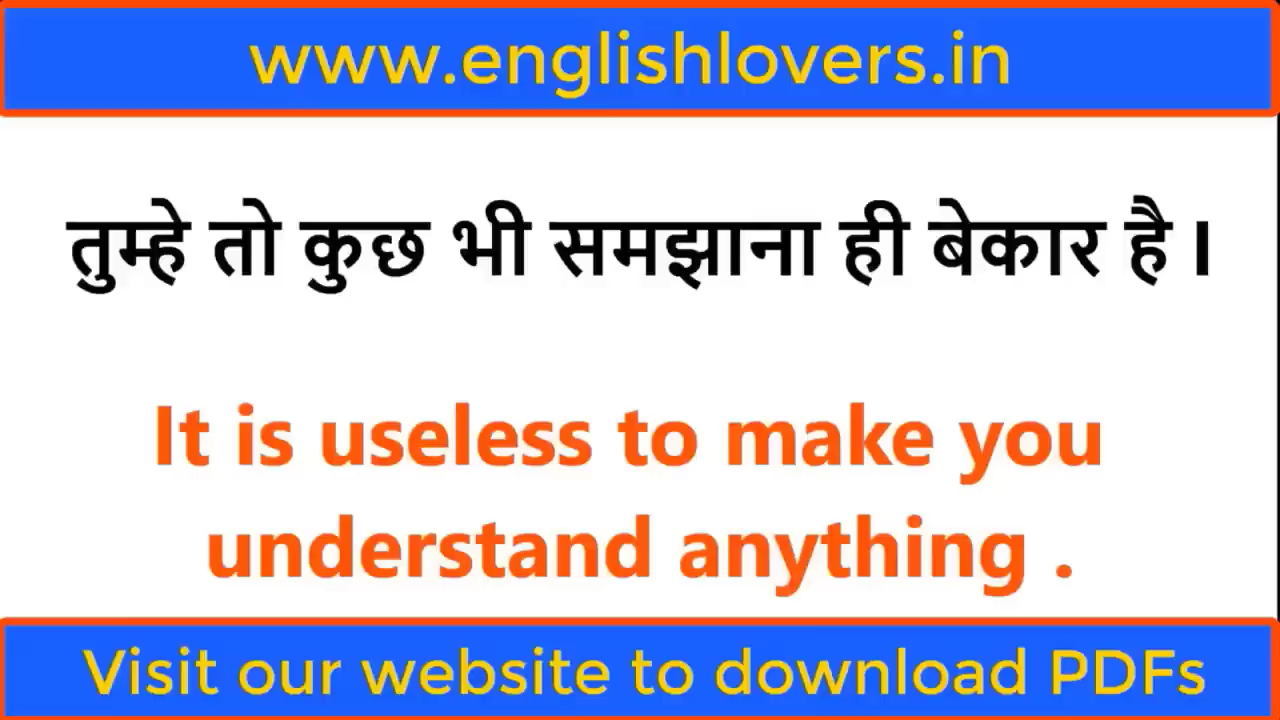 www.englishlovers.in
तुम्हे तो कुछ भी समझाना ही बेकार है ।
It is useless to make you
understand anything .
Visit our website to download PDFs